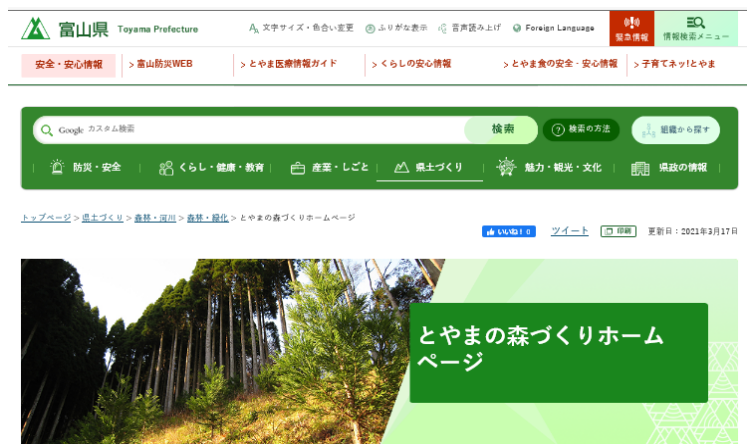 富山県 Toyama Prefecture
文字サイズ・色合い変更 ふりがな表示 音声読み上げ Foreign Language
緊急情報
情報検索メニュー
安全・安心情報 > 富山防災WEB > とやま医療情報ガイド > くらしの安心情報 > とやま食の安全・安心情報 > 子育てネッ!とやま
Google カスタム検索 検索 ? 検索の方法 組織から探す
防災・安全 くらし・健康・教育 産業・しごと 県土づくり 魅力・観光・文化 県政の情報
トップページ > 県土づくり > 森林・河川 > 森林・緑化 > とやまの森づくりホームページ
いいね! 0 ツイート 印刷 更新日:2021年3月17日
とやまの森づくりホーム
ページ